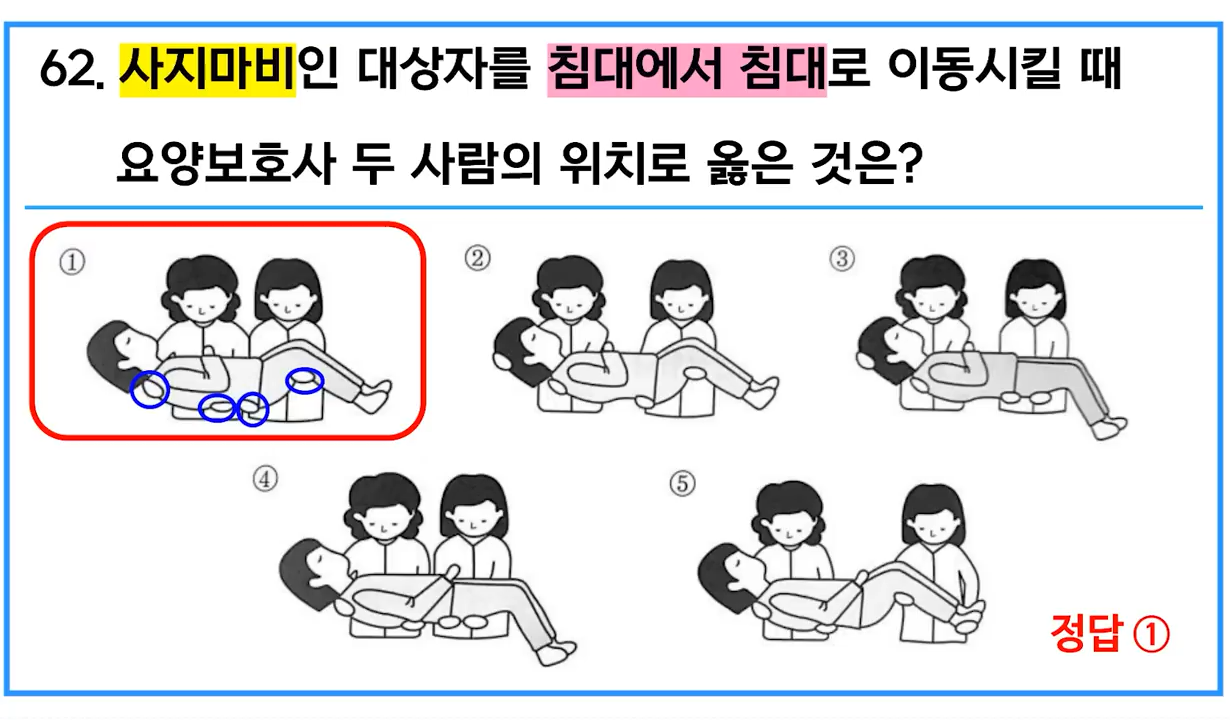 62. 사지마비인 대상자를 침대에서 침대로 이동시킬 때
요양보호사 두 사람의 위치로 옳은 것은?
①
②
③
④
⑤
정답 ①